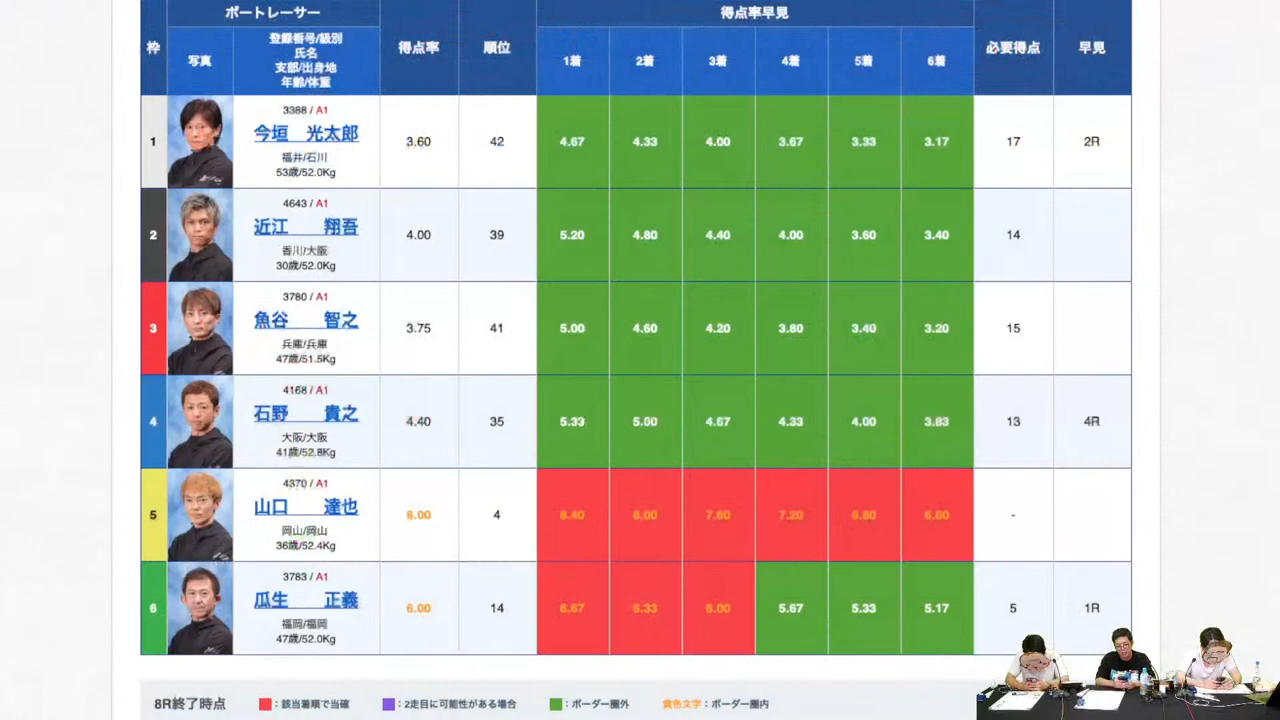 ボートレーサー
得点率早見
枠
写真
登録番号/級別
氏名
支部/出身地
年齢/体重
得点率
順位
1着
2着
3着
4着
5着
6着
必要得点
早見
1
3388 / A1
今垣 光太郎
福井/石川
53歳/52.0Kg
3.60
42
4.67
4.33
4.00
3.67
3.33
3.17
17
2R
2
4643 / A1
近江 翔吾
香川/大阪
30歳/52.0Kg
4.00
39
5.20
4.80
4.40
4.00
3.60
3.40
14
3
3780 / A1
魚谷 智之
兵庫/兵庫
47歳/51.5Kg
3.75
41
5.00
4.60
4.20
3.80
3.40
3.20
15
4
4168 / A1
石野 貴之
大阪/大阪
41歳/52.8Kg
4.40
35
5.33
5.00
4.67
4.33
4.00
3.83
13
4R
5
4370 / A1
山口 達也
岡山/岡山
36歳/52.4Kg
6.00
4
7.60
7.20
6.80
6.60
-
6
3783 / A1
瓜生 正義
福岡/福岡
47歳/52.0Kg
6.00
14
6.67
6.33
6.00
5.67
5.33
5.17
5
1R
8R終了時点
：該当着順で当確
：2走目に可能性がある場合
：ボーダー圏外
黄色文字：ボーダー圏内